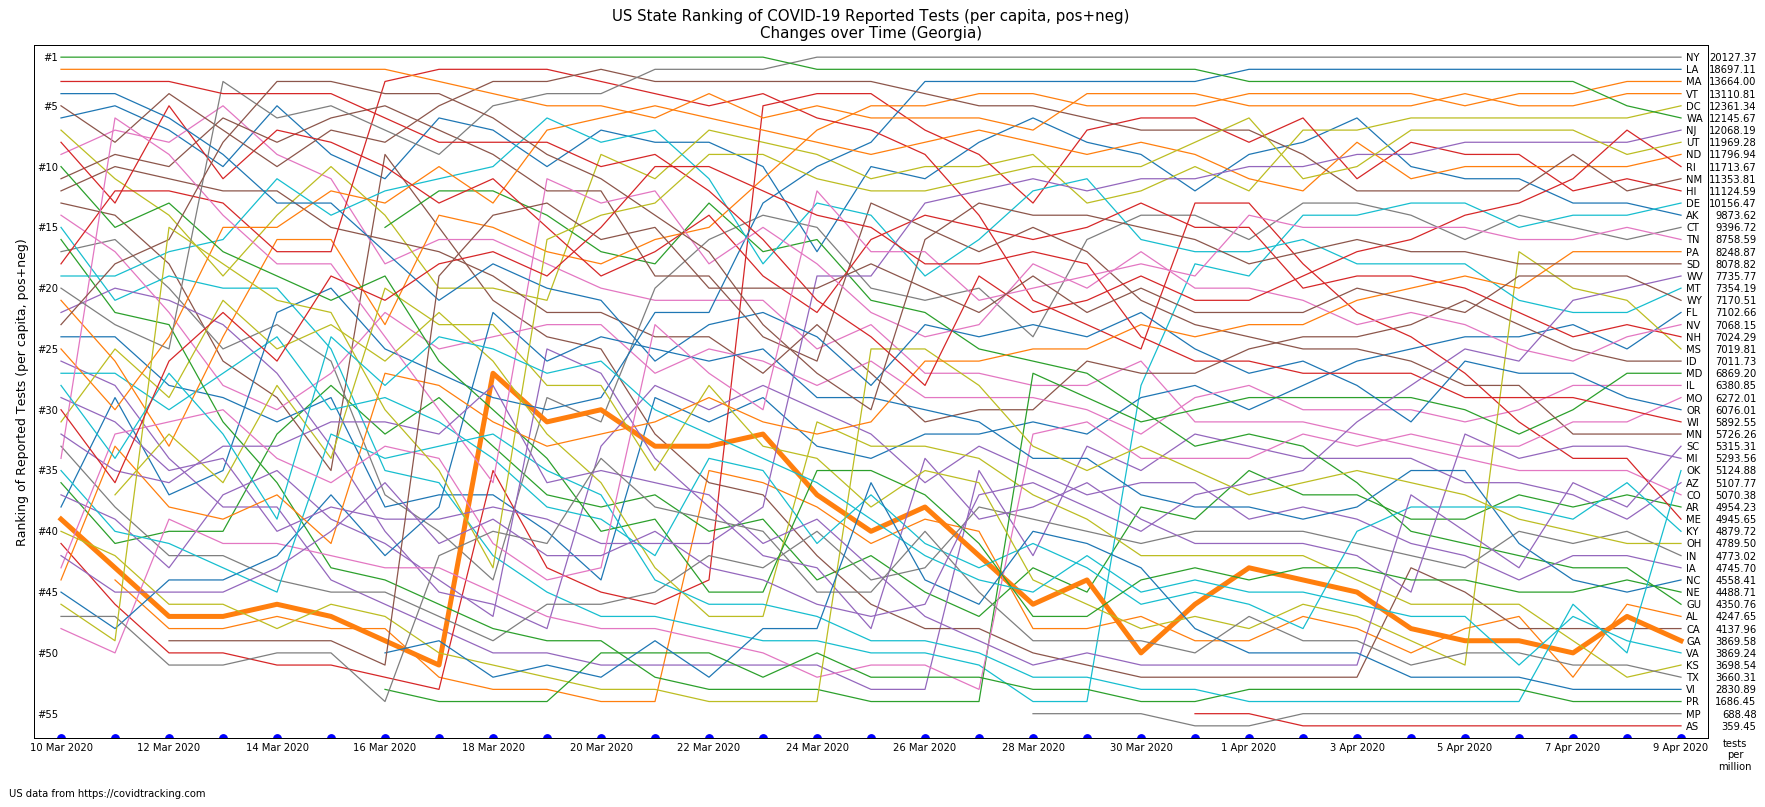 US State Ranking of COVID-19 Reported Tests (per capita, pos+neg)
Changes over Time (Georgia)
Ranking of Reported Tests (per capita, pos+neg)
#1
#5
#10
#15
#20
#25
#30
#35
#40
#45
#50
#55
NY 20127.37
LA 18697.11
MA 13664.00
VT 13110.81
DC 12361.34
WA 12145.67
NJ 12068.19
UT 11969.28
ND 11796.94
RI 11713.67
NM 11353.81
HI 11124.59
DE 10156.47
AK 9873.62
CT 9396.72
TN 8758.59
PA 8248.87
SD 8078.82
WV 7735.77
MT 7354.19
WY 7170.51
FL 7102.66
NV 7068.15
NH 7024.29
MS 7019.81
ID 7011.73
MD 6869.20
IL 6380.85
MO 6272.01
OR 6076.01
WI 5892.55
MN 5726.26
SC 5315.31
MI 5293.56
OK 5124.88
AZ 5107.77
CO 5070.38
AR 4954.23
ME 4945.65
KY 4879.72
OH 4789.50
IN 4773.02
IA 4745.70
NC 4558.41
NE 4488.71
GU 4350.76
AL 4247.65
CA 4137.96
GA 3869.58
VA 3869.24
KS 3698.54
TX 3660.31
VI 2830.89
PR 1686.45
MP 688.48
AS 359.45
10 Mar 2020 12 Mar 2020 14 Mar 2020 16 Mar 2020 18 Mar 2020 20 Mar 2020 22 Mar 2020 24 Mar 2020 26 Mar 2020 28 Mar 2020 30 Mar 2020 1 Apr 2020 3 Apr 2020 5 Apr 2020 7 Apr 2020 9 Apr 2020
tests
per
million
US data from https://covidtracking.com